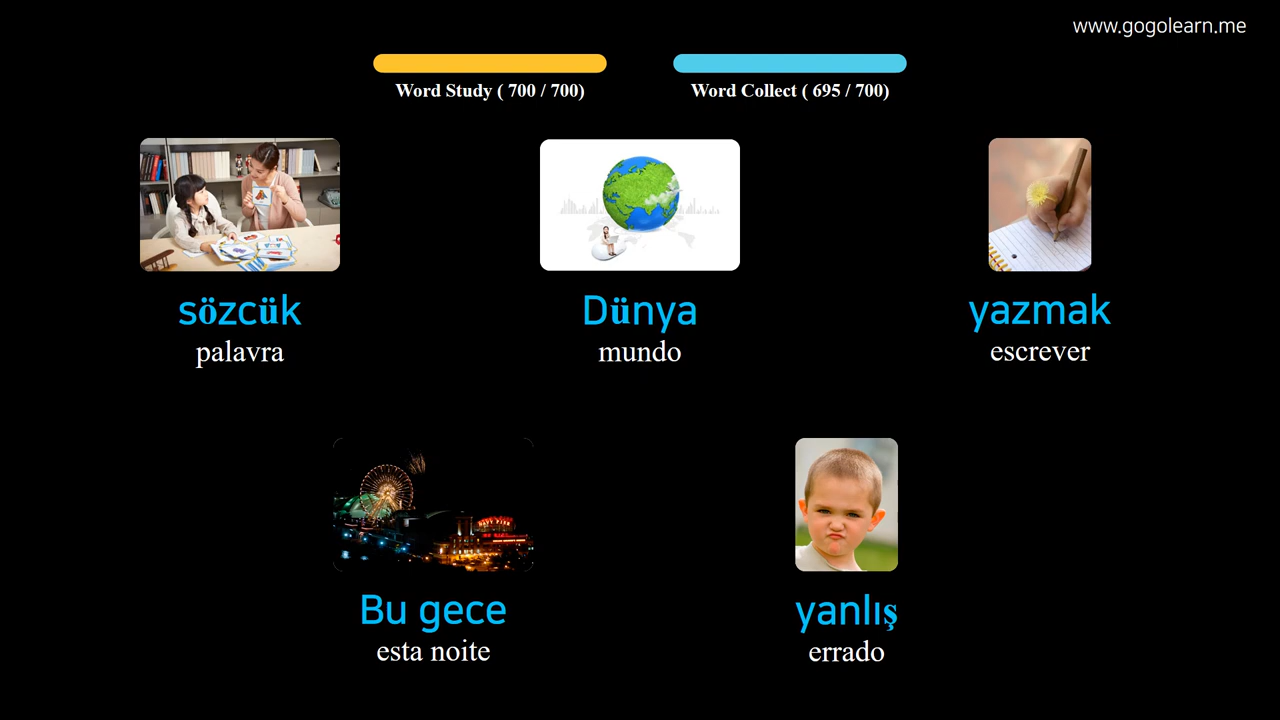 www.gogolearn.me
Word Study ( 700 / 700)
Word Collect ( 695 / 700)
sözcük
palavra
Dünya
mundo
yazmak
escrever
Bu gece
esta noite
yanlış
errado